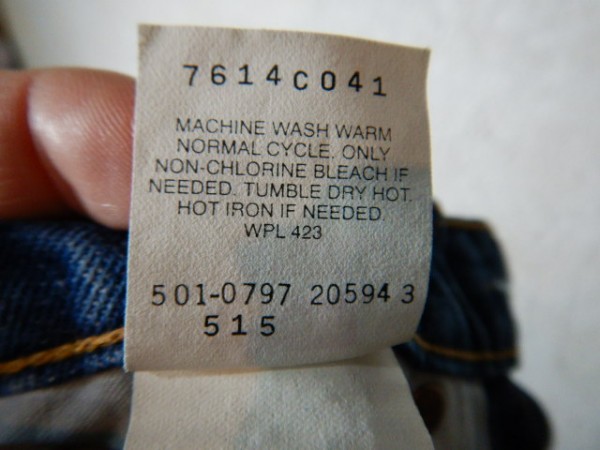 7614C041
MACHINE WASH WARM
NORMAL CYCLE. ONLY
NON-CHLORINE BLEACH IF
NEEDED. TUMBLE DRY HOT.
HOT IRON IF NEEDED
WPL 423
501-0797 20594 3
515